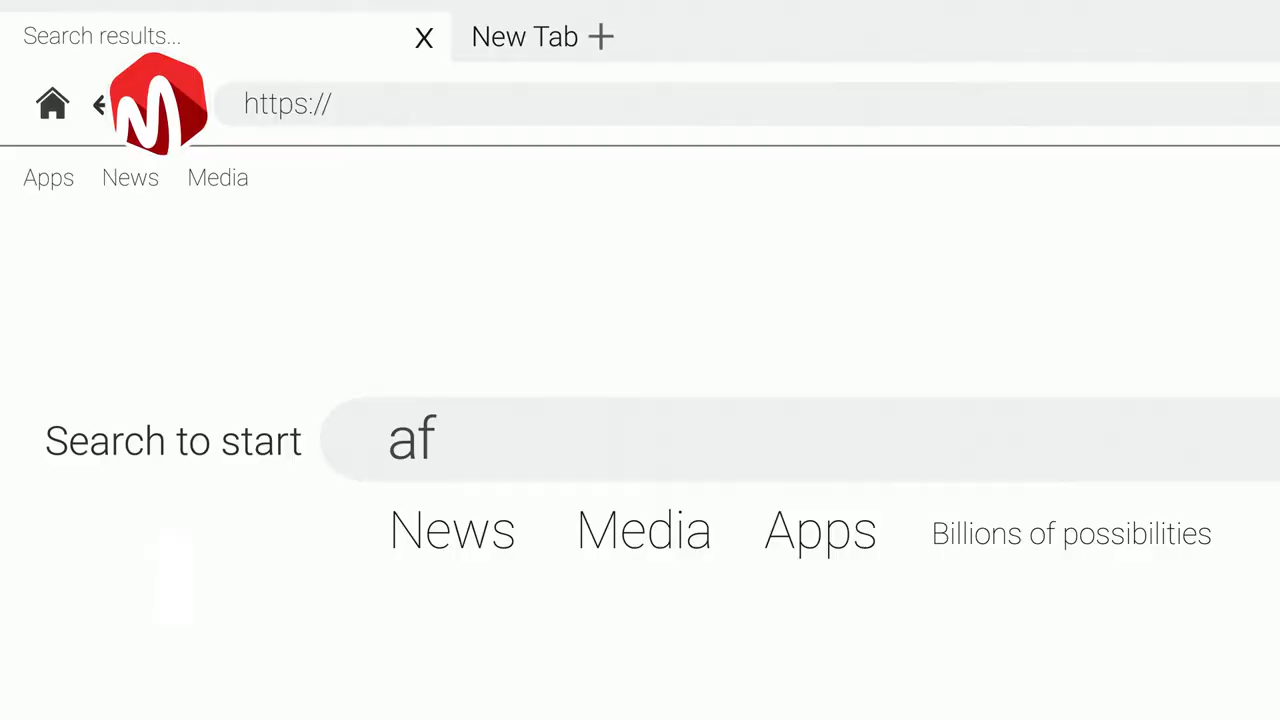 Search results... X New Tab +
https://
Apps News Media
Search to start af
News Media Apps Billions of possibilities